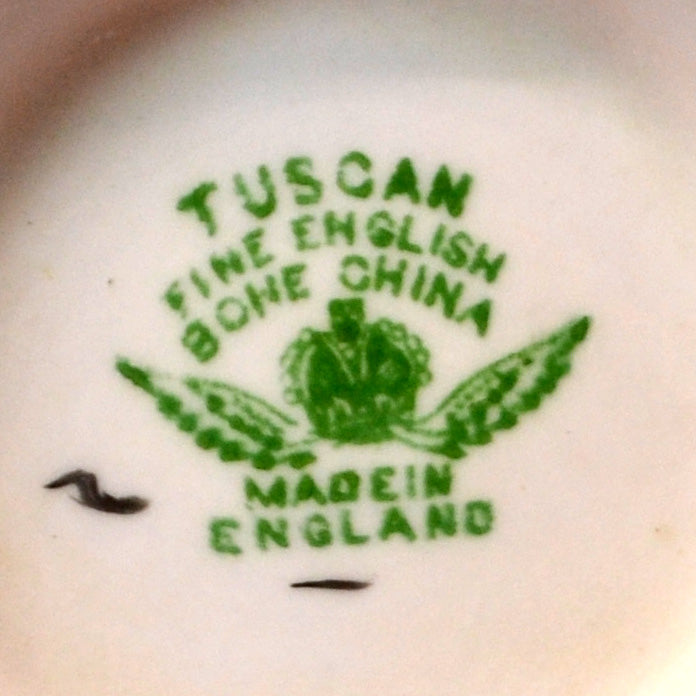 TUSCAN
FINE ENGLISH
BONE CHINA
MADE IN
ENGLAND